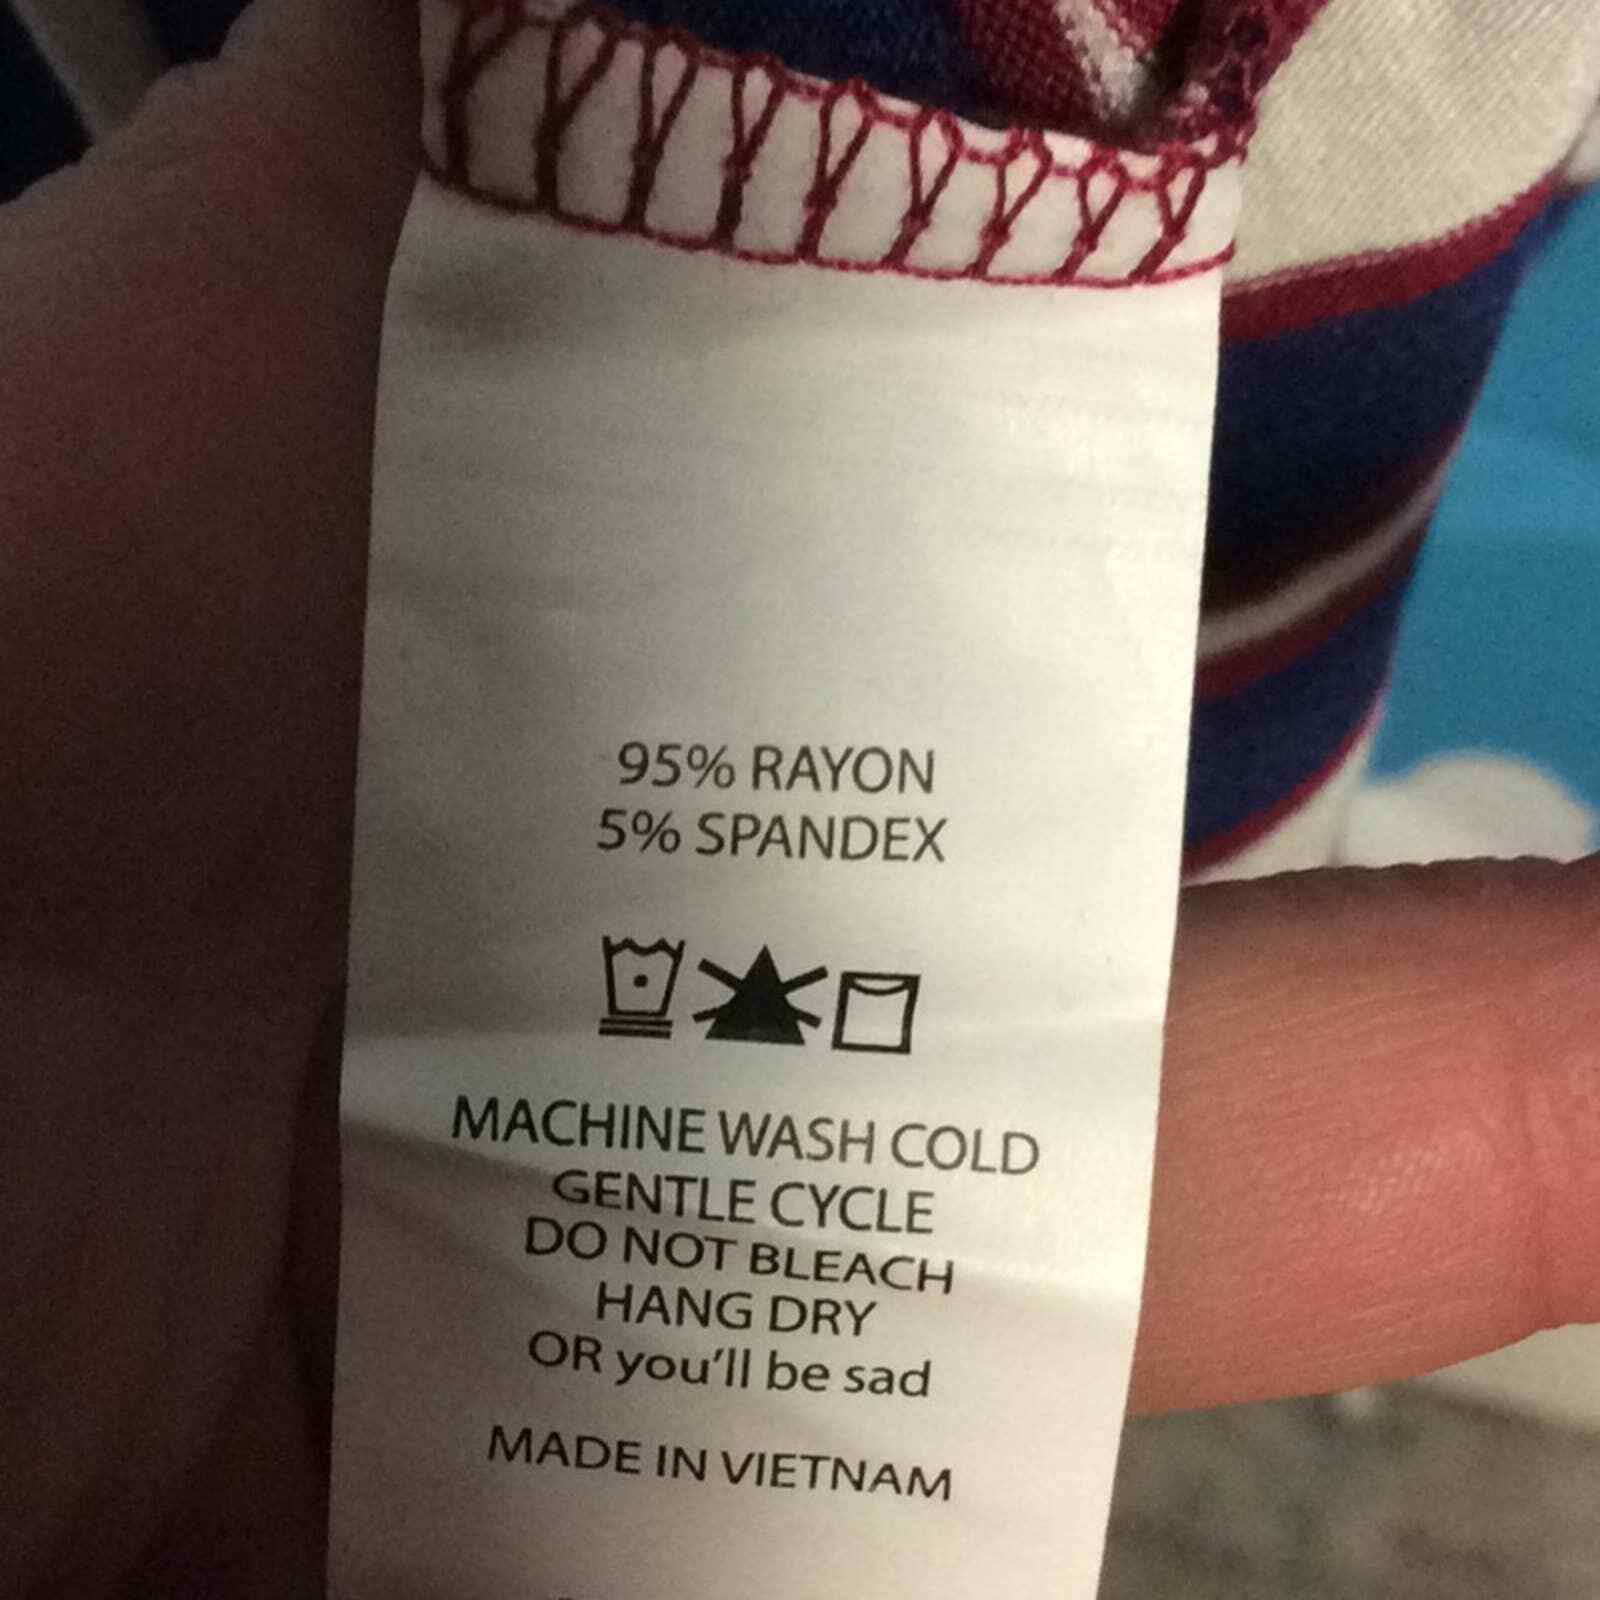 95% RAYON
5% SPANDEX
MACHINE WASH COLD
GENTLE CYCLE
DO NOT BLEACH
HANG DRY
OR you'll be sad
MADE IN VIETNAM